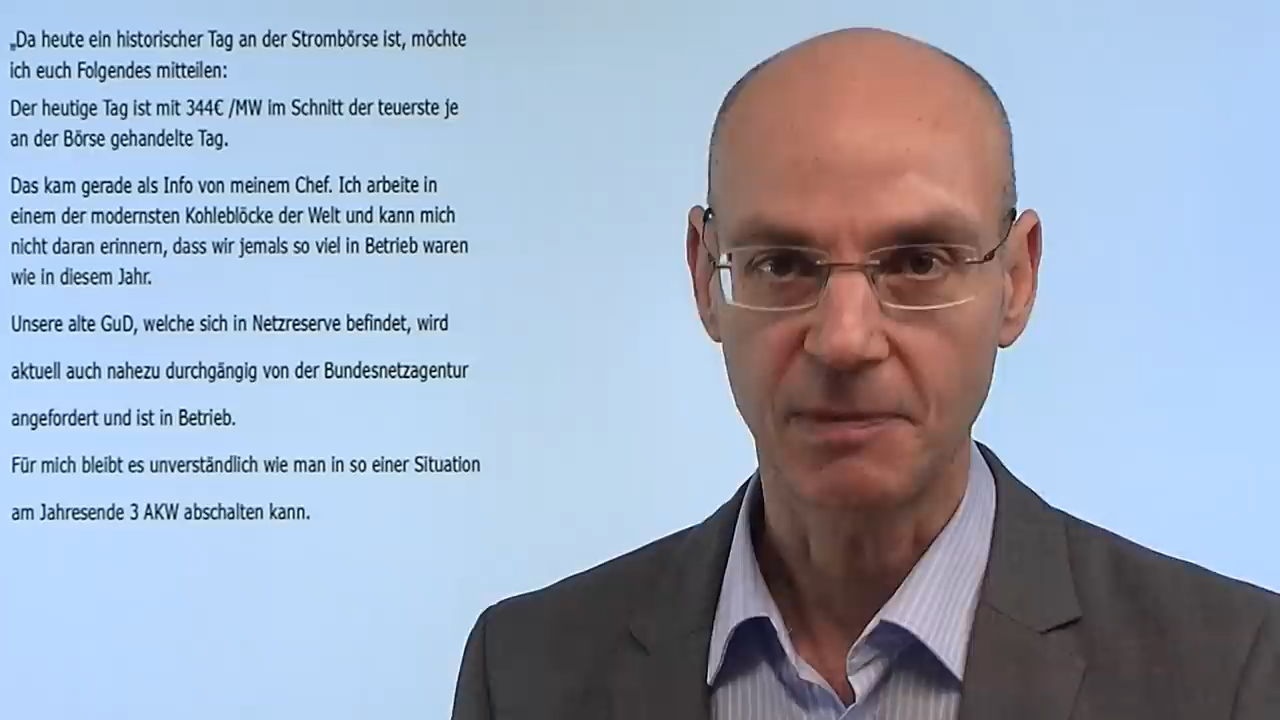 „Da heute ein historischer Tag an der Strombörse ist, möchte
ich euch Folgendes mitteilen:
Der heutige Tag ist mit 344€ /MW im Schnitt der teuerste je
an der Börse gehandelte Tag.
Das kam gerade als Info von meinem Chef. Ich arbeite in
einem der modernsten Kohleblöcke der Welt und kann mich
nicht daran erinnern, dass wir jemals so viel in Betrieb waren
wie in diesem Jahr.
Unsere alte GuD, welche sich in Netzreserve befindet, wird
aktuell auch nahezu durchgängig von der Bundesnetzagentur
angefordert und ist in Betrieb.
Für mich bleibt es unverständlich wie man in so einer Situation
am Jahresende 3 AKW abschalten kann.